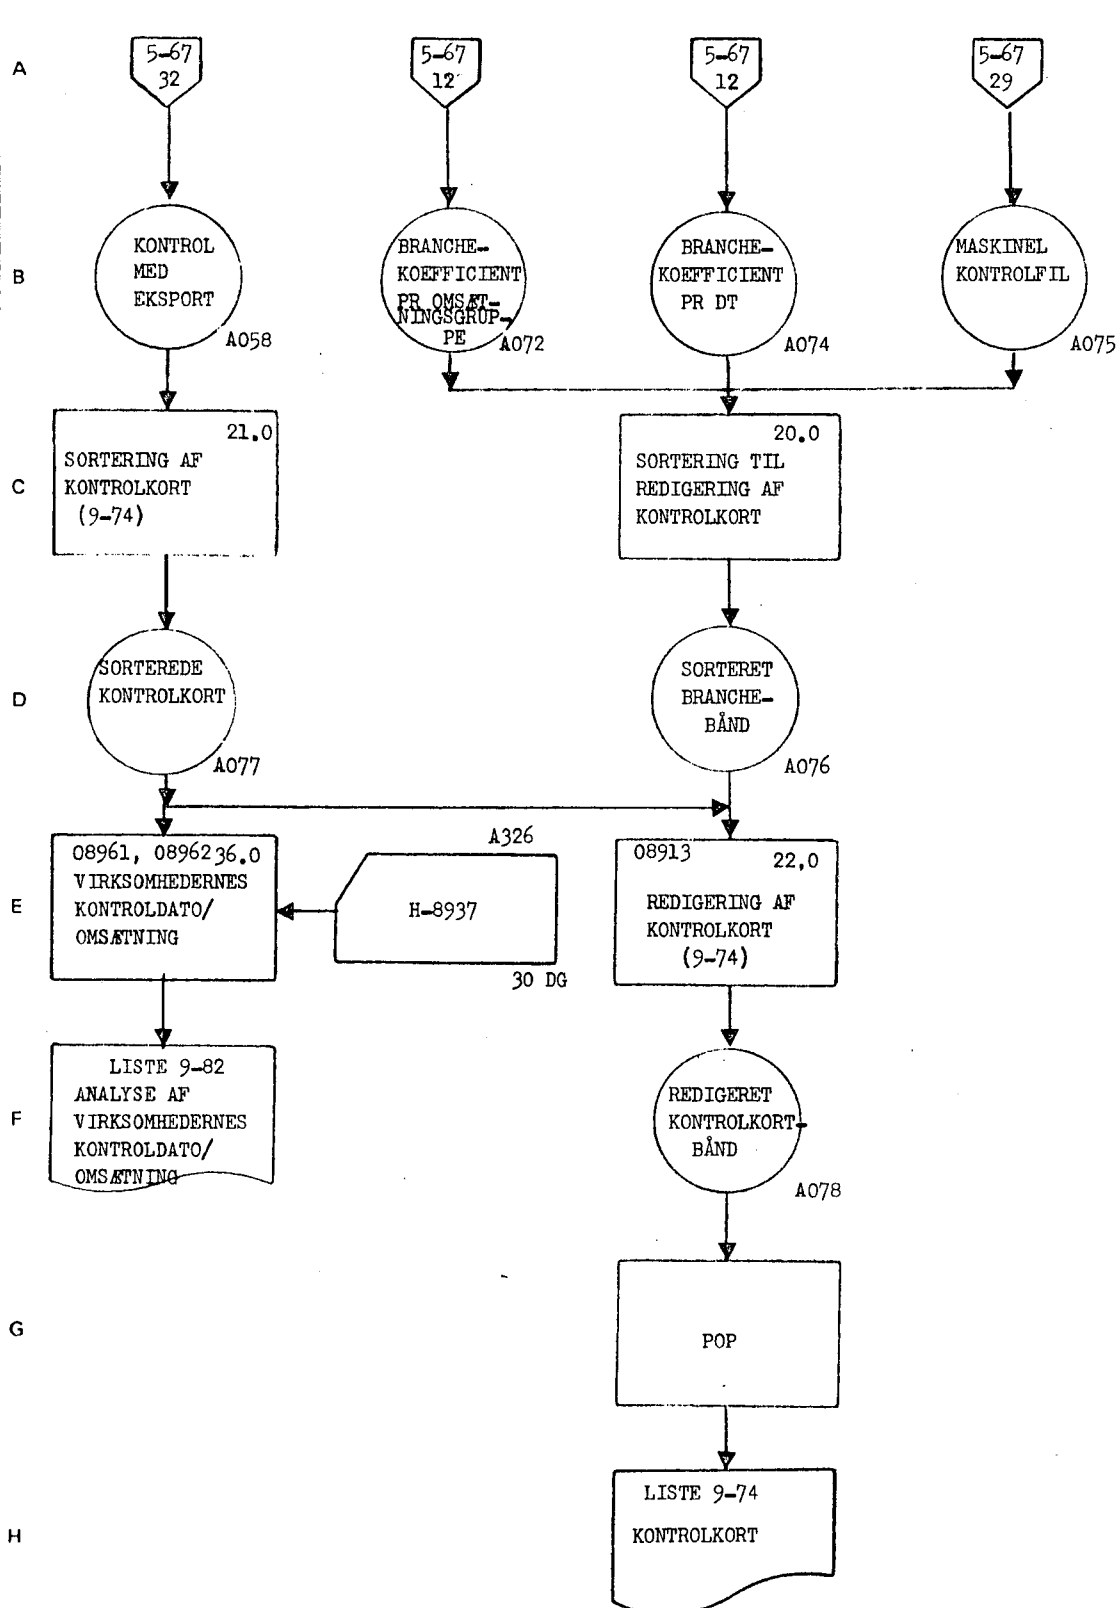 A
5-67
32
5-67
12
5-67
12
5-67
29
B
KONTROL
MED
EKSPORT
A058
BRANCHE-
KOEFFICIENT
PR OMSÆT-
NINGSGRUP-
PE
A072
BRANCHE-
KOEFFICIENT
PR DT
A074
MASKINEL
KONTROLFIL
A075
C
21.0
SORTERING AF
KONTROLKORT
(9-74)
20.0
SORTERING TIL
REDIGERING AF
KONTROLKORT
D
SORTEREDE
KONTROLKORT
A077
SORTERET
BRANCHE-
BÅND
A076
E
08961, 08962 36.0
VIRKSOMHEDERNES
KONTROLDATO/
OMSÆTNING
A326
H-8937
30 DG
08913
22,0
REDIGERING AF
KONTROLKORT
(9-74)
F
LISTE 9-82
ANALYSE AF
VIRKSOMHEDERNES
KONTROLDATO/
OMSÆTNING
REDIGERET
KONTROLKORT-
BÅND
A078
G
POP
H
LISTE 9-74
KONTROLKORT